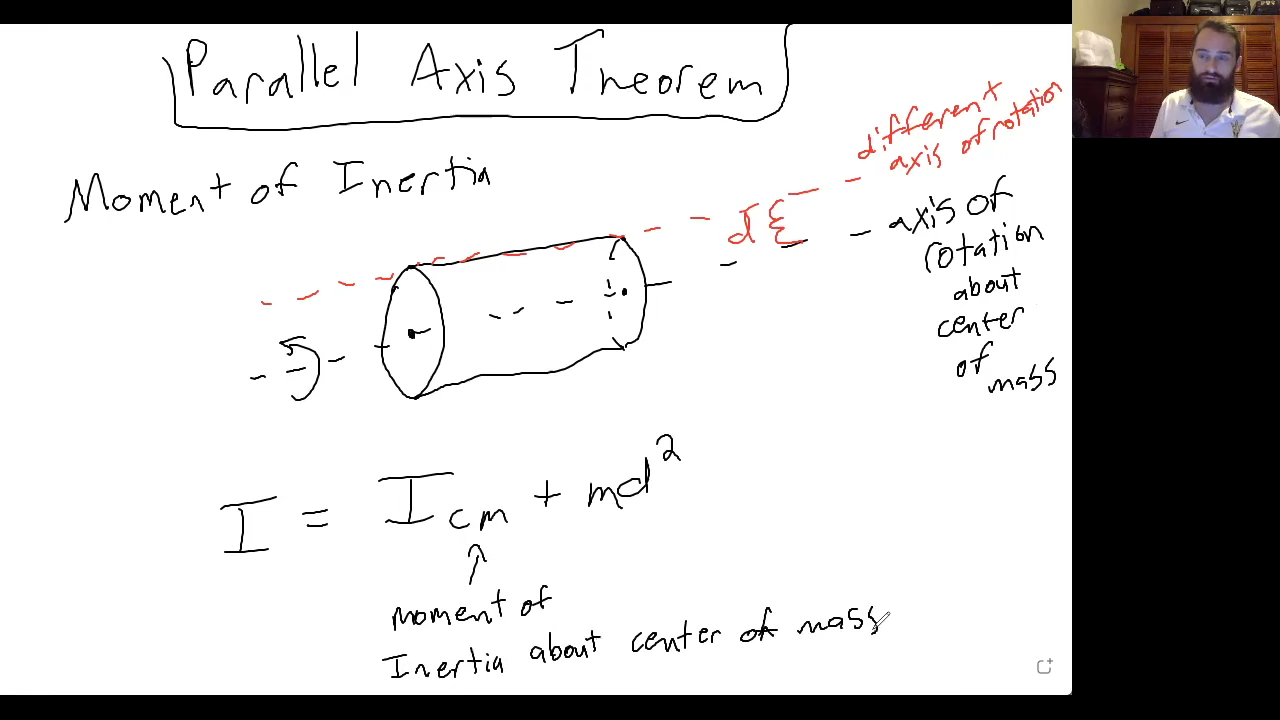 Parallel Axis Theorem
different
axis of rotation
Moment of Inertia
d
axis of
rotation
about
center
of
mass
I = Icm + md²
moment of
Inertia about center of mass